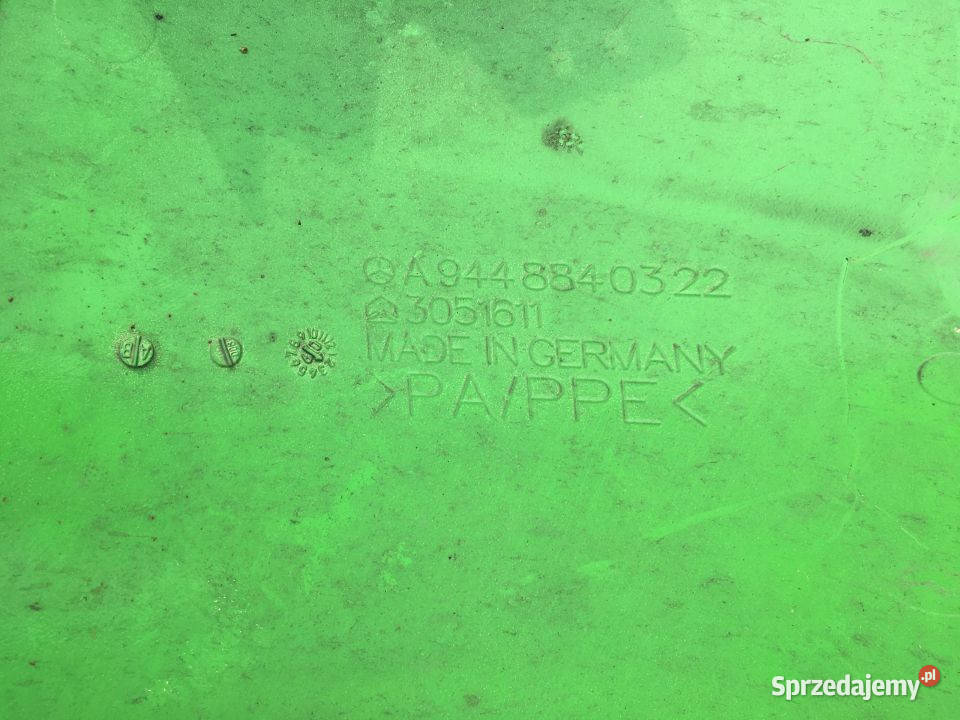 A 944 884 03 22
3051611
MADE IN GERMANY
>PA/PPE<
A B
Sprzedajemy.pl